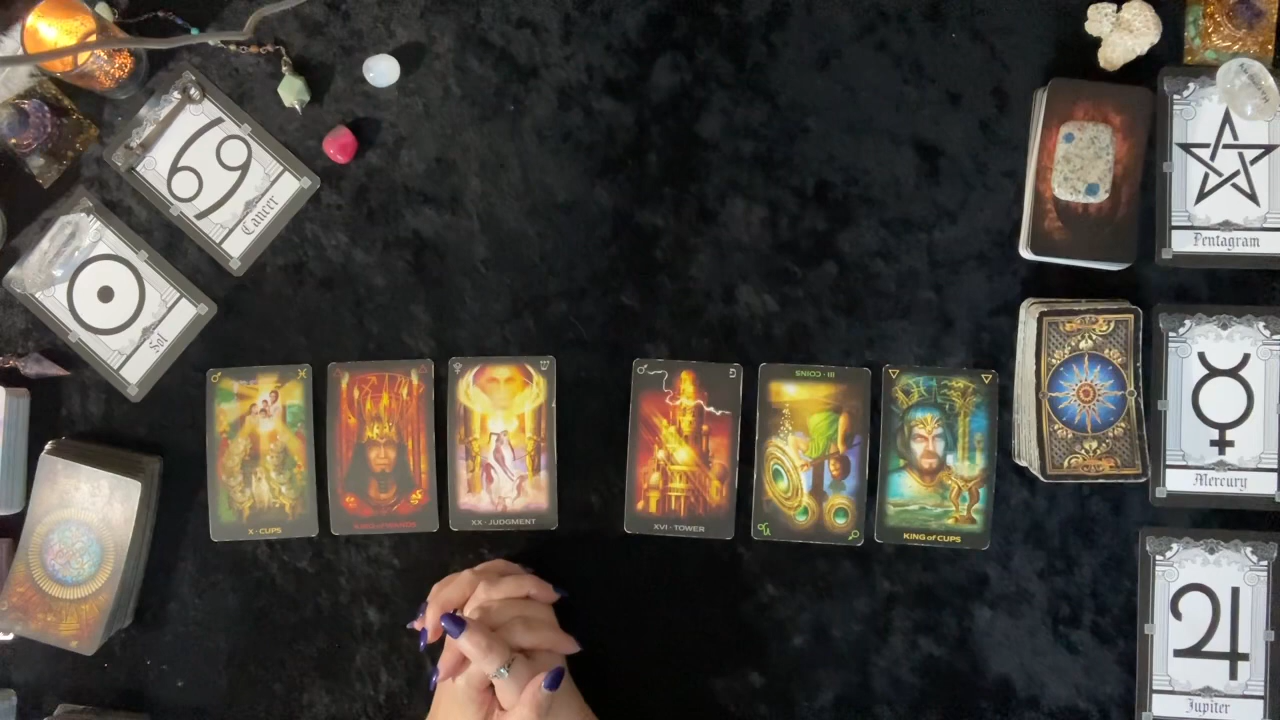 Cancer
Sol
Pentagram
Mercury
Jupiter
X · CUPS
KING of WANDS
XX · JUDGMENT
XVI · TOWER
III · COINS
KING of CUPS